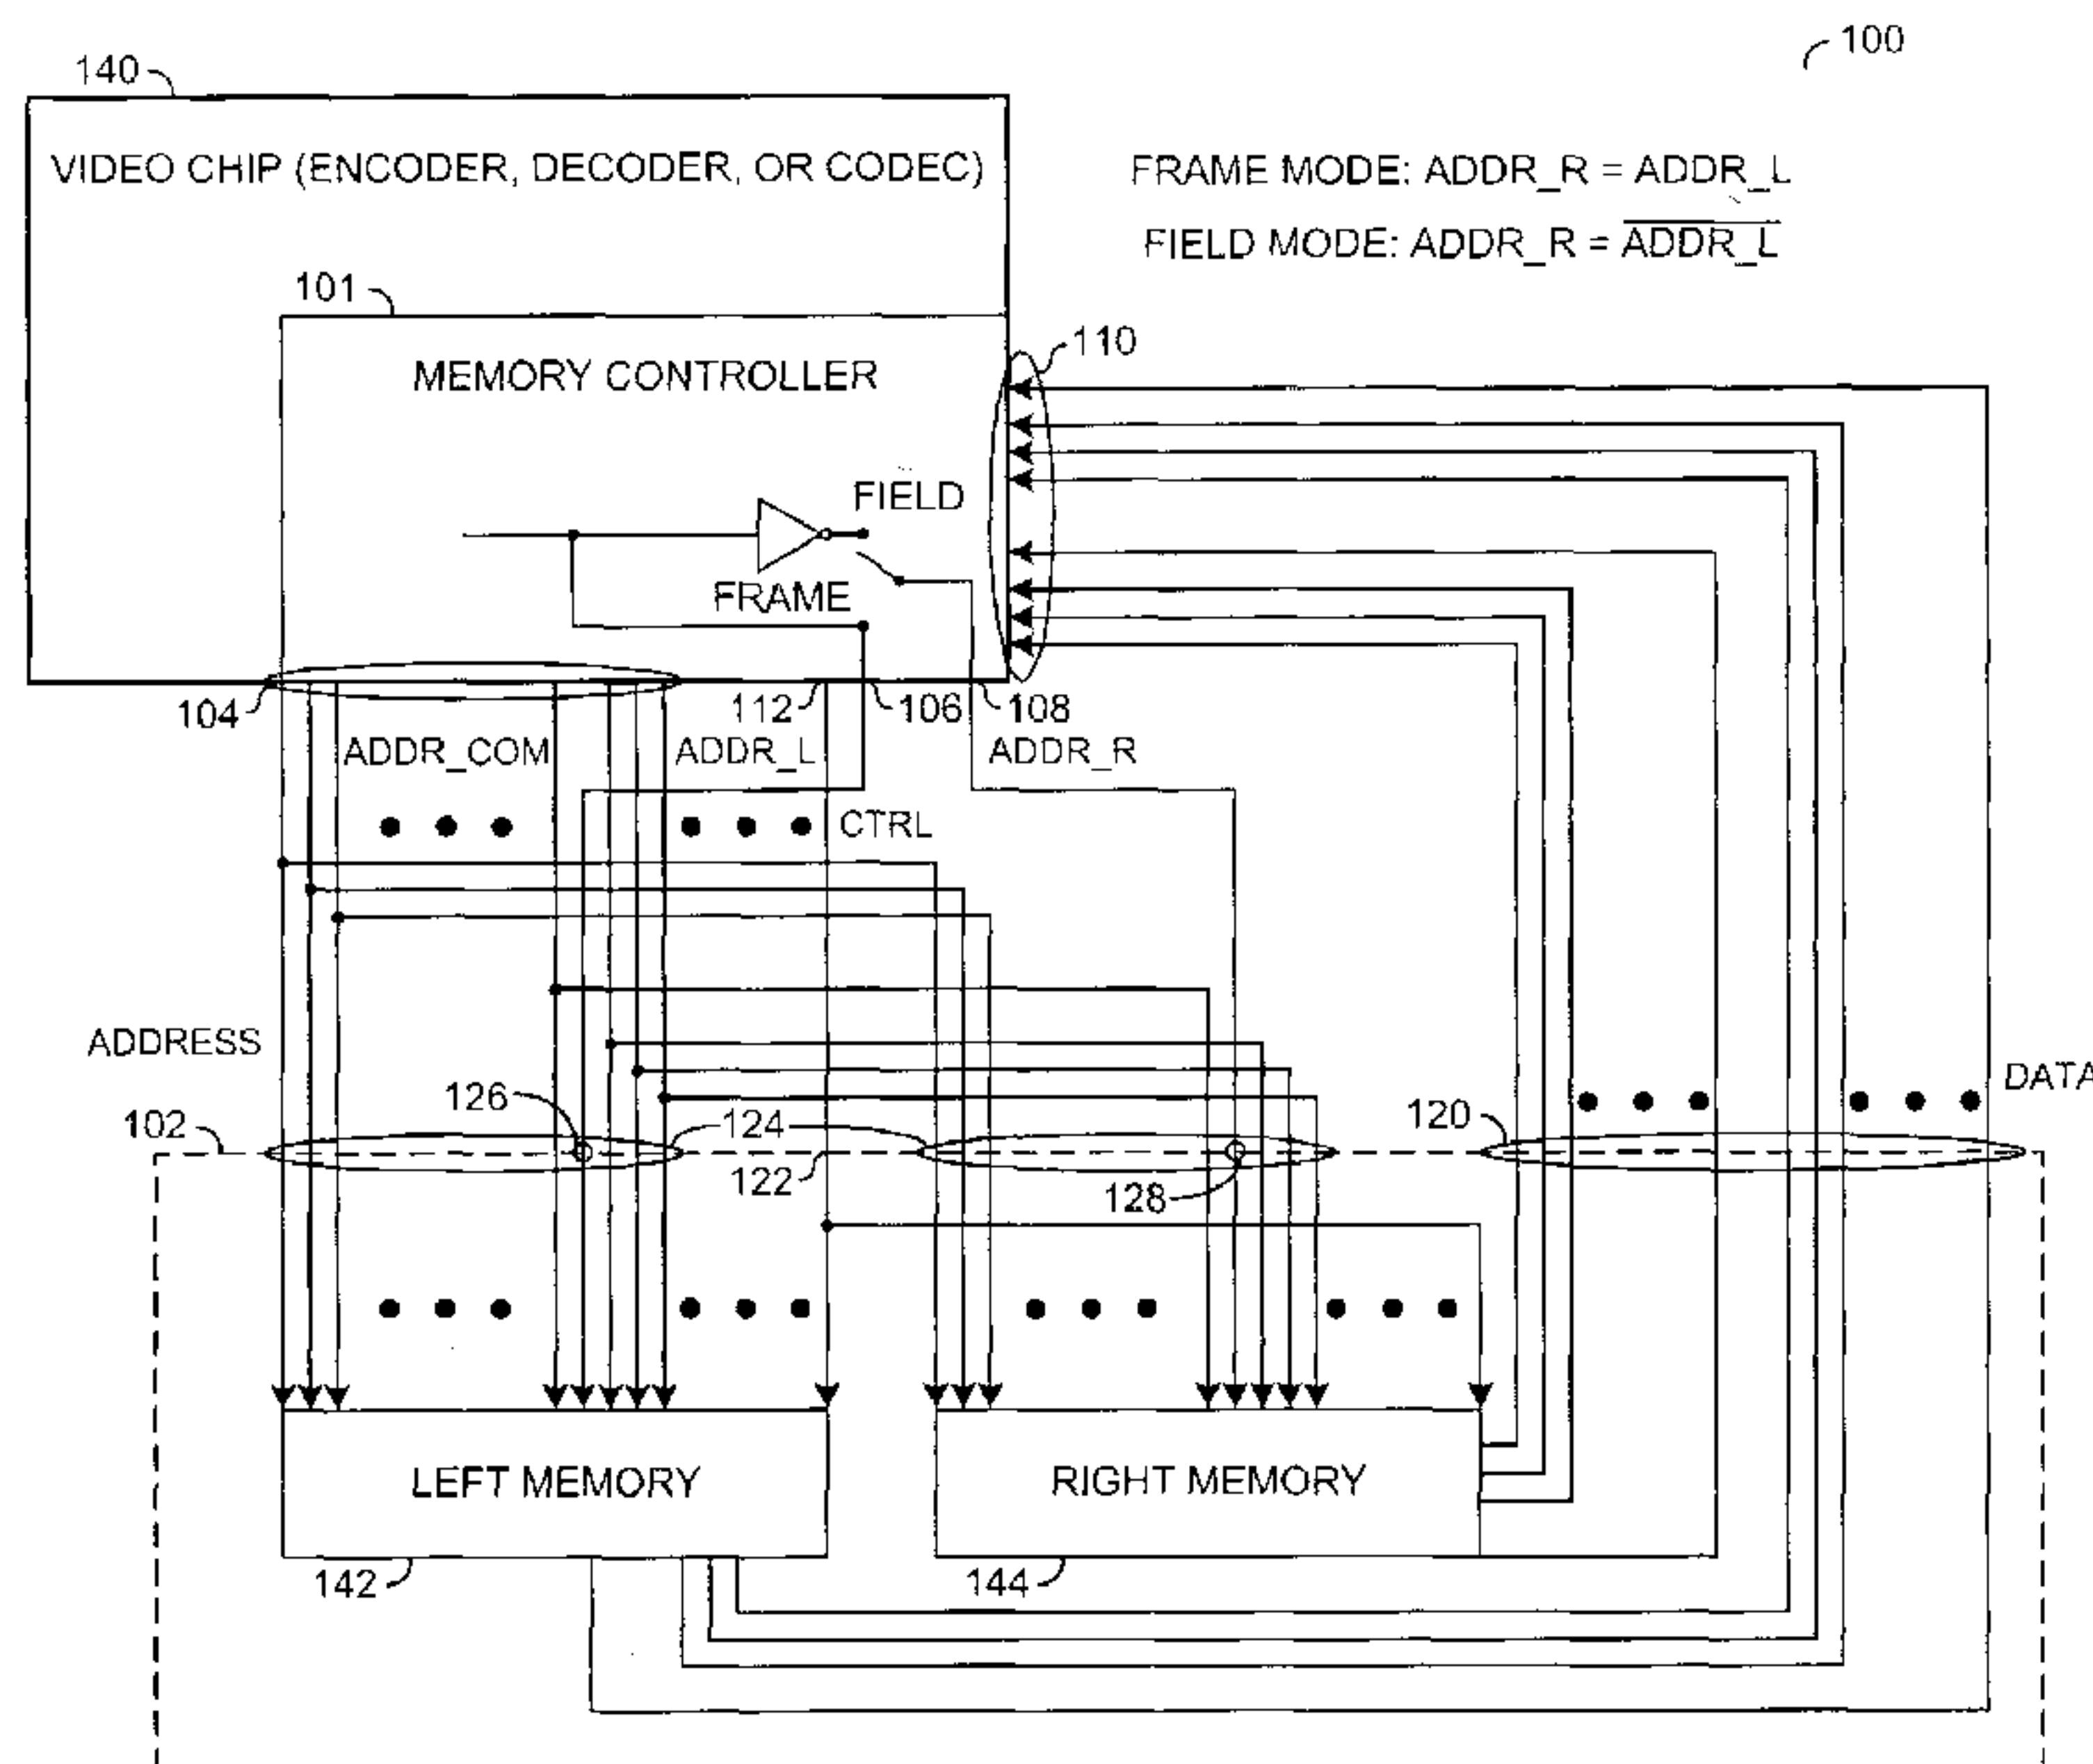 100
140
VIDEO CHIP (ENCODER, DECODER, OR CODEC)
FRAME MODE: ADDR_R = ADDR_L
FIELD MODE: ADDR_R = ADDR_L
101
MEMORY CONTROLLER
110
FIELD
FRAME
104
112
106
108
ADDR_COM
ADDR_L
ADDR_R
CTRL
ADDRESS
DATA
126
102
124
122
128
120
LEFT MEMORY
RIGHT MEMORY
142
144